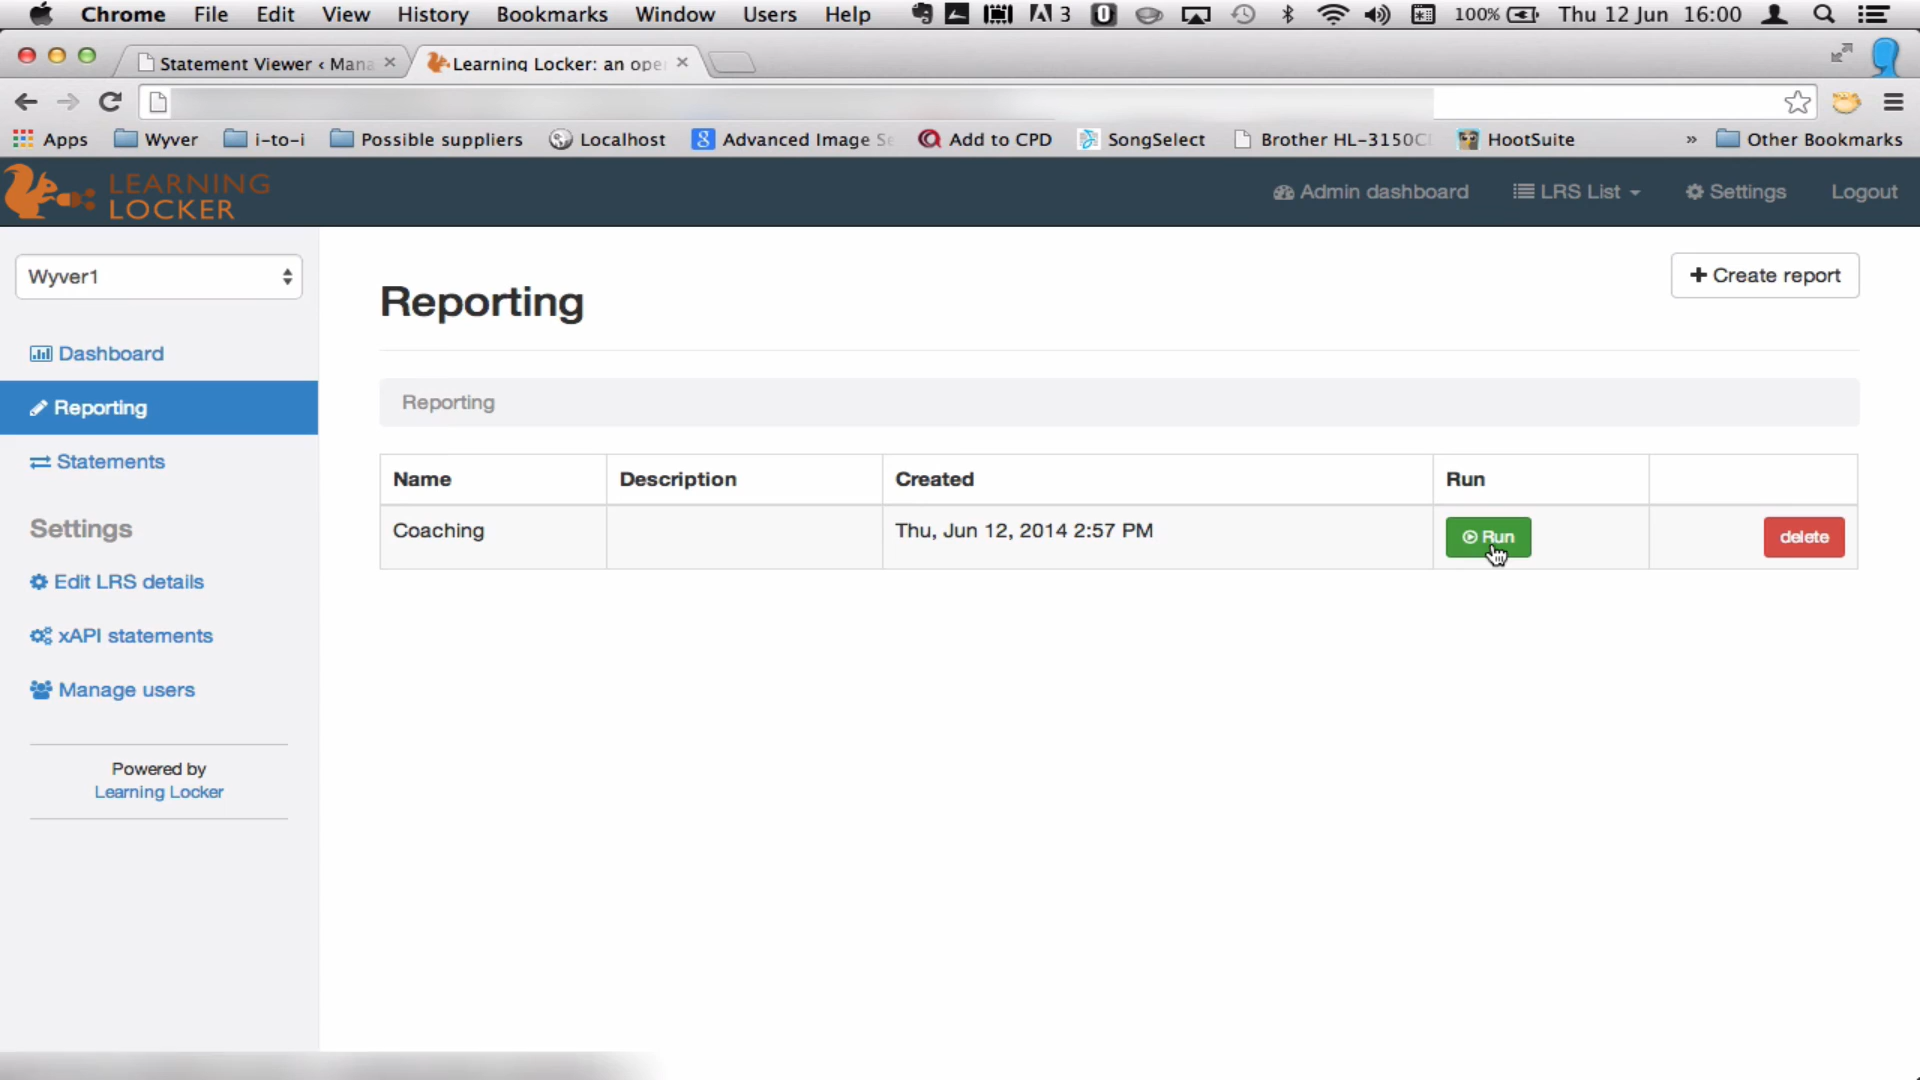 Chrome File Edit View History Bookmarks Window Users Help 3 100% Thu 12 Jun 16:00
Statement Viewer ‹ Mana
Learning Locker: an ope
Apps Wyver i-to-i Possible suppliers Localhost 8 Advanced Image Se Add to CPD SongSelect Brother HL-3150C HootSuite » Other Bookmarks
LEARNING
LOCKER
Admin dashboard LRS List Settings Logout
Wyver1
Dashboard
Reporting
Statements
Settings
Edit LRS details
xAPI statements
Manage users
Powered by
Learning Locker
Reporting
+ Create report
Reporting
Name Description Created Run
Coaching Thu, Jun 12, 2014 2:57 PM Run delete